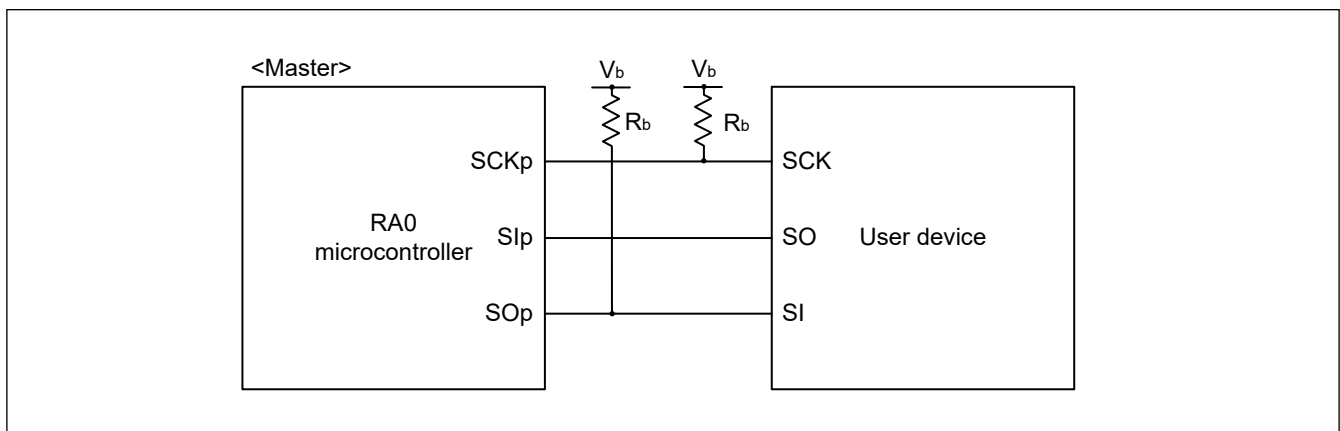 <Master>
Vb
Vb
Rb
Rb
SCKp
SCK
RA0
microcontroller
SIp
SO
User device
SOp
SI